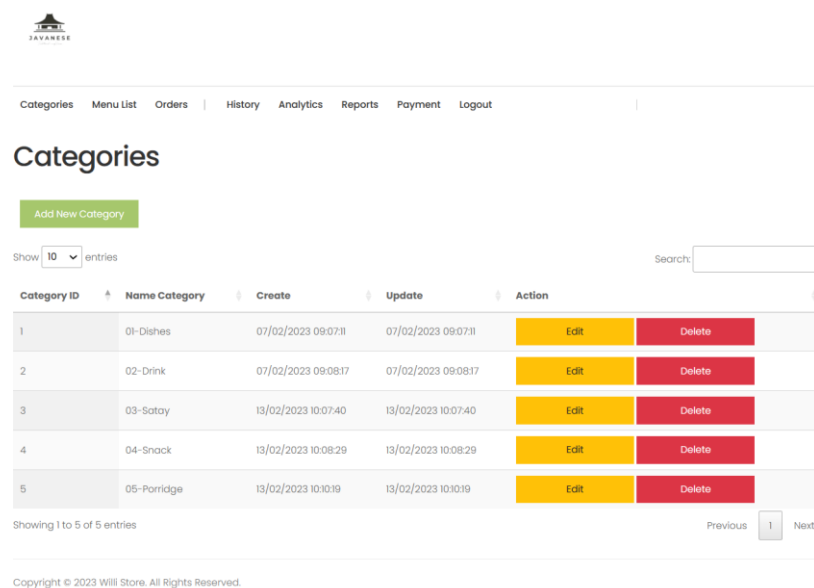 JAVANESE
Categories Menu List Orders | History Analytics Reports Payment Logout |
Categories
Add New Category
Show 10 entries
Search:
Category ID Name Category Create Update Action
1 01-Dishes 07/02/2023 09:07:11 07/02/2023 09:07:11 Edit Delete
2 02-Drink 07/02/2023 09:08:17 07/02/2023 09:08:17 Edit Delete
3 03-Satay 13/02/2023 10:07:40 13/02/2023 10:07:40 Edit Delete
4 04-Snack 13/02/2023 10:08:29 13/02/2023 10:08:29 Edit Delete
5 05-Porridge 13/02/2023 10:10:19 13/02/2023 10:10:19 Edit Delete
Showing 1 to 5 of 5 entries
Previous 1 Next
Copyright © 2023 Willi Store. All Rights Reserved.